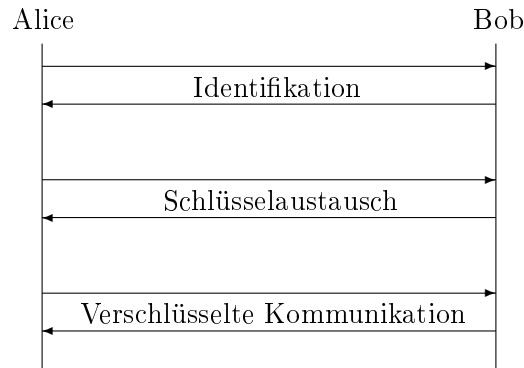 Alice Bob
Identifikation
Schlüsselaustausch
Verschlüsselte Kommunikation